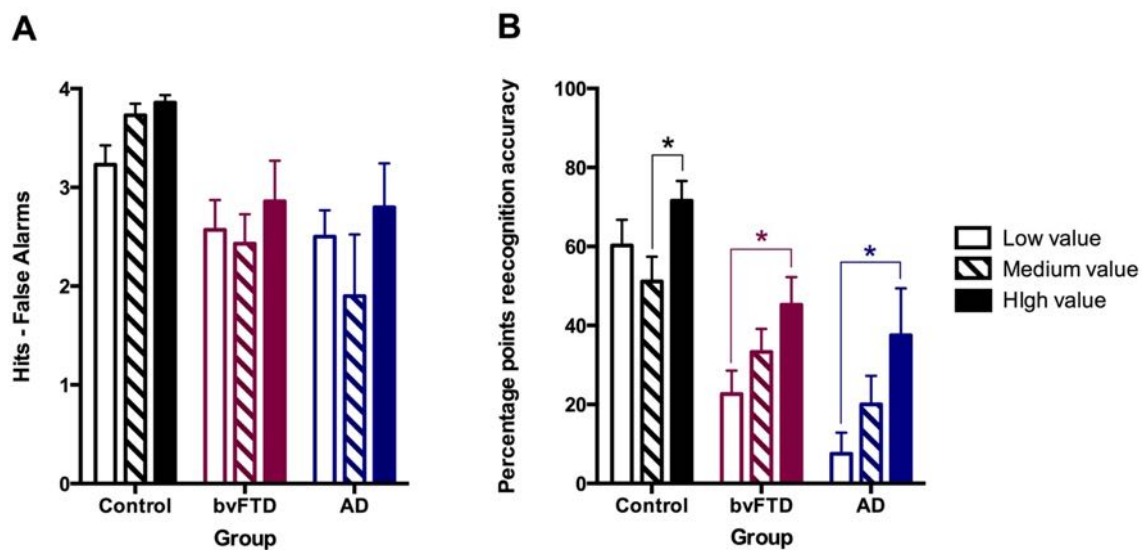 A
Hits - False Alarms
4
3
2
1
0
Control bvFTD AD
Group
B
Percentage points reecognition accuracy
100
80
60
40
20
0
*
*
*
Control bvFTD AD
Group
Low value
Medium value
HIgh value